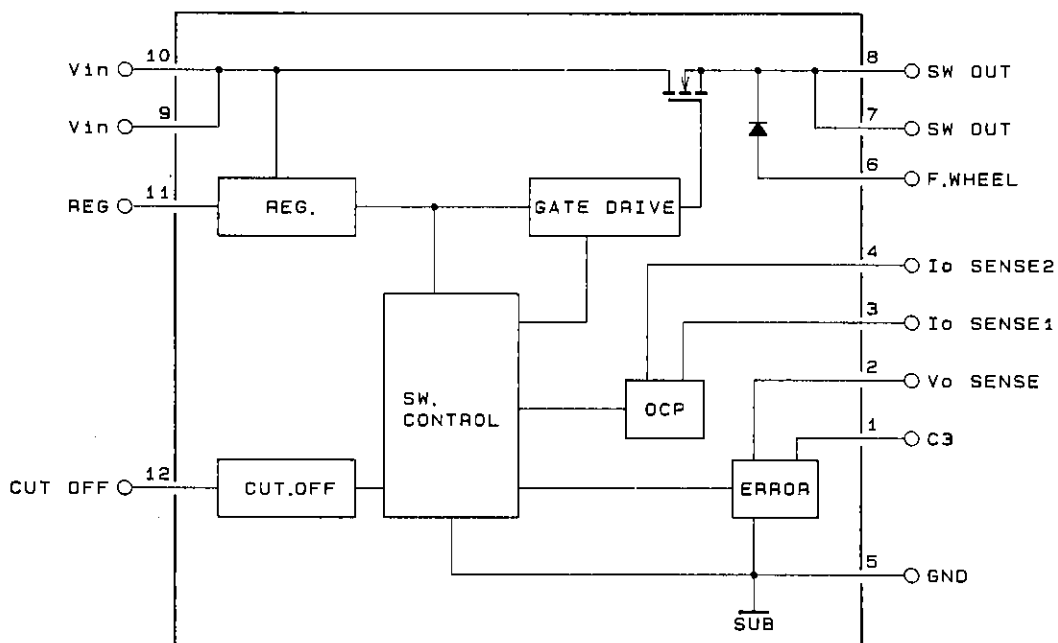 10
Vin
8
SW OUT
9
Vin
7
SW OUT
6
F.WHEEL
11
REG
REG.
GATE DRIVE
4
Io SENSE2
3
Io SENSE1
2
Vo SENSE
SW.
CONTROL
OCP
1
C3
12
CUT OFF
CUT.OFF
ERROR
5
GND
SUB